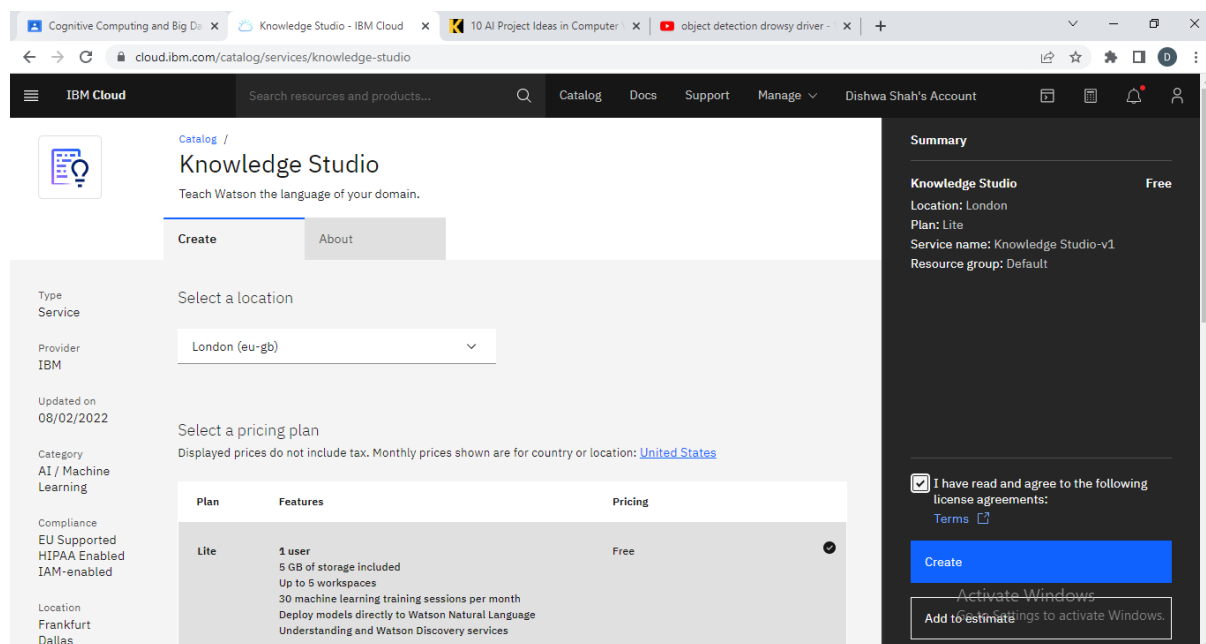 Cognitive Computing and Big Da
Knowledge Studio - IBM Cloud
10 AI Project Ideas in Computer
object detection drowsy driver -
cloud.ibm.com/catalog/services/knowledge-studio
D
IBM Cloud
Search resources and products...
Catalog
Docs
Support
Manage
Dishwa Shah's Account
Catalog /
Knowledge Studio
Teach Watson the language of your domain.
Create
About
Type
Service
Provider
IBM
Updated on
08/02/2022
Category
AI / Machine
Learning
Compliance
EU Supported
HIPAA Enabled
IAM-enabled
Location
Frankfurt
Dallas
Select a location
London (eu-gb)
Select a pricing plan
Displayed prices do not include tax. Monthly prices shown are for country or location: United States
Plan
Features
Pricing
Lite
1 user
5 GB of storage included
Up to 5 workspaces
30 machine learning training sessions per month
Deploy models directly to Watson Natural Language
Understanding and Watson Discovery services
Free
Summary
Knowledge Studio
Free
Location: London
Plan: Lite
Service name: Knowledge Studio-v1
Resource group: Default
I have read and agree to the following
license agreements:
Terms
Create
Activate Windows
Go to Settings to activate Windows.
Add to estimate